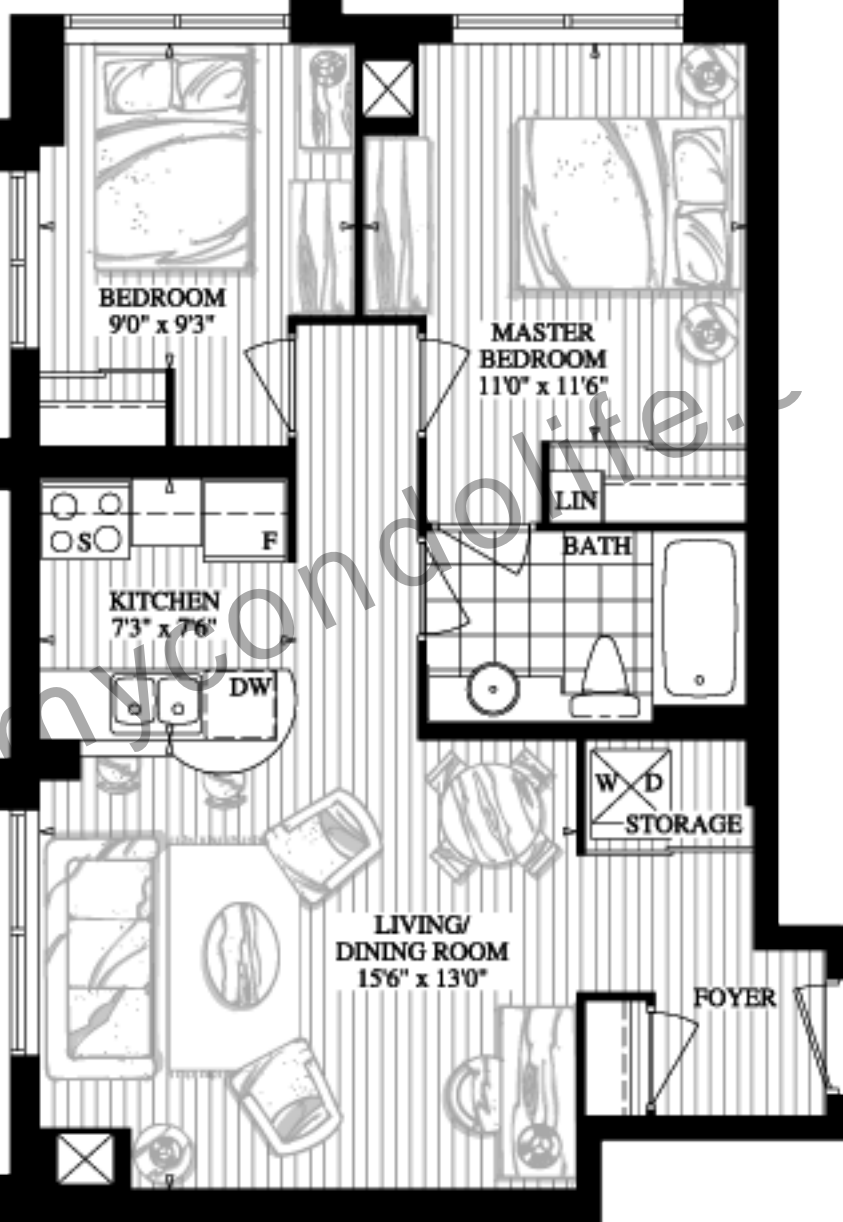 BEDROOM
9'0" x 9'3"
MASTER
BEDROOM
11'0" x 11'6"
LIN
S
F
BATH
KITCHEN
7'3" x 7'6"
DW
W D
STORAGE
LIVING/
DINING ROOM
15'6" x 13'0"
FOYER
mycondolife.